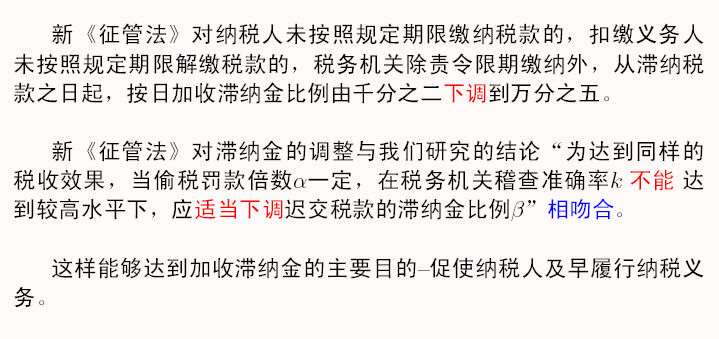 新《征管法》对纳税人未按照规定期限缴纳税款的，扣缴义务人
未按照规定期限解缴税款的，税务机关除责令限期缴纳外，从滞纳税
款之日起，按日加收滞纳金比例由千分之二下调到万分之五。
新《征管法》对滞纳金的调整与我们研究的结论“为达到同样的
税收效果，当偷税罚款倍数α一定，在税务机关稽查准确率k 不能 达
到较高水平下，应适当下调迟交税款的滞纳金比例β”相吻合。
这样能够达到加收滞纳金的主要目的–促使纳税人及早履行纳税义
务。